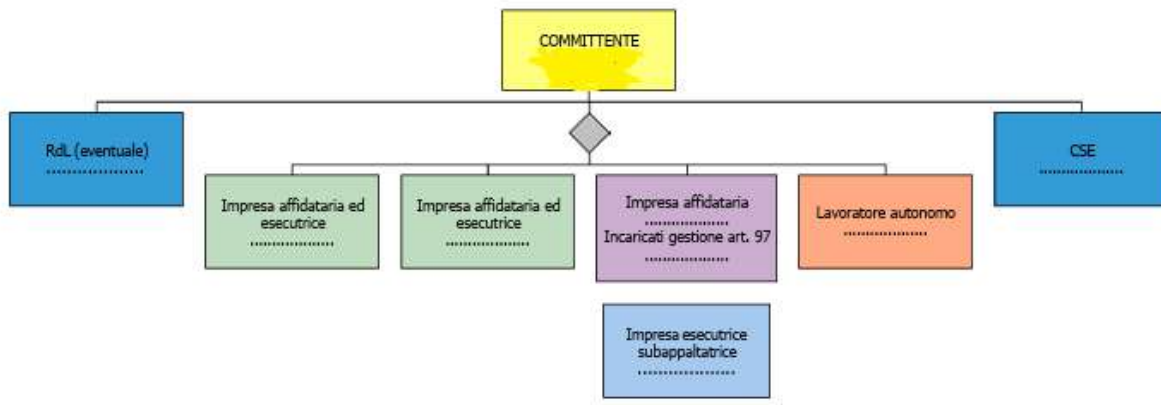 COMMITTENTE
RdL (eventuale)
...................
CSE
...................
Impresa affidataria ed
esecutrice
...................
Impresa affidataria ed
esecutrice
...................
Impresa affidataria
...................
Incaricati gestione art. 97
...................
Lavoratore autonomo
...................
Impresa esecutrice
subappaltatrice
...................